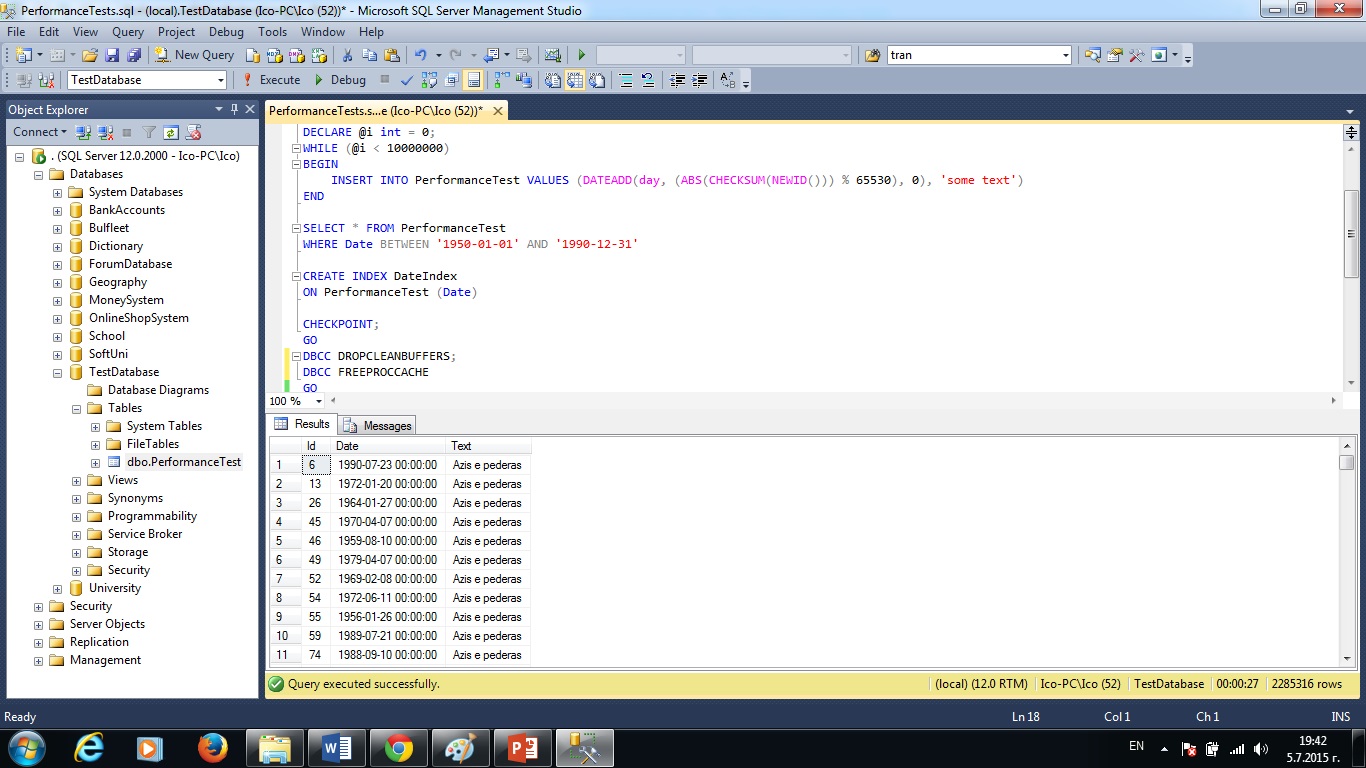 PerformanceTests.sql - (local).TestDatabase (Ico-PC\Ico (52))* - Microsoft SQL Server Management Studio
File Edit View Query Project Debug Tools Window Help
New Query tran
TestDatabase Execute Debug
Object Explorer
Connect
. (SQL Server 12.0.2000 - Ico-PC\Ico)
Databases
System Databases
BankAccounts
Bulfleet
Dictionary
ForumDatabase
Geography
MoneySystem
OnlineShopSystem
School
SoftUni
TestDatabase
Database Diagrams
Tables
System Tables
FileTables
dbo.PerformanceTest
Views
Synonyms
Programmability
Service Broker
Storage
Security
University
Security
Server Objects
Replication
Management
PerformanceTests.s...e (Ico-PC\Ico (52))*
DECLARE @i int = 0;
WHILE (@i < 10000000)
BEGIN
INSERT INTO PerformanceTest VALUES (DATEADD(day, (ABS(CHECKSUM(NEWID())) % 65530), 0), 'some text')
END
SELECT * FROM PerformanceTest
WHERE Date BETWEEN '1950-01-01' AND '1990-12-31'
CREATE INDEX DateIndex
ON PerformanceTest (Date)
CHECKPOINT;
GO
DBCC DROPCLEANBUFFERS;
DBCC FREEPROCCACHE
GO
100 %
Results Messages
Id Date Text
1 6 1990-07-23 00:00:00 Azis e pederas
2 13 1972-01-20 00:00:00 Azis e pederas
3 26 1964-01-27 00:00:00 Azis e pederas
4 45 1970-04-07 00:00:00 Azis e pederas
5 46 1959-08-10 00:00:00 Azis e pederas
6 49 1979-04-07 00:00:00 Azis e pederas
7 52 1969-02-08 00:00:00 Azis e pederas
8 54 1972-06-11 00:00:00 Azis e pederas
9 55 1956-01-26 00:00:00 Azis e pederas
10 59 1989-07-21 00:00:00 Azis e pederas
11 74 1988-09-10 00:00:00 Azis e pederas
Query executed successfully. (local) (12.0 RTM) Ico-PC\Ico (52) TestDatabase 00:00:27 2285316 rows
Ready Ln 18 Col 1 Ch 1 INS
EN 19:42
5.7.2015 г.